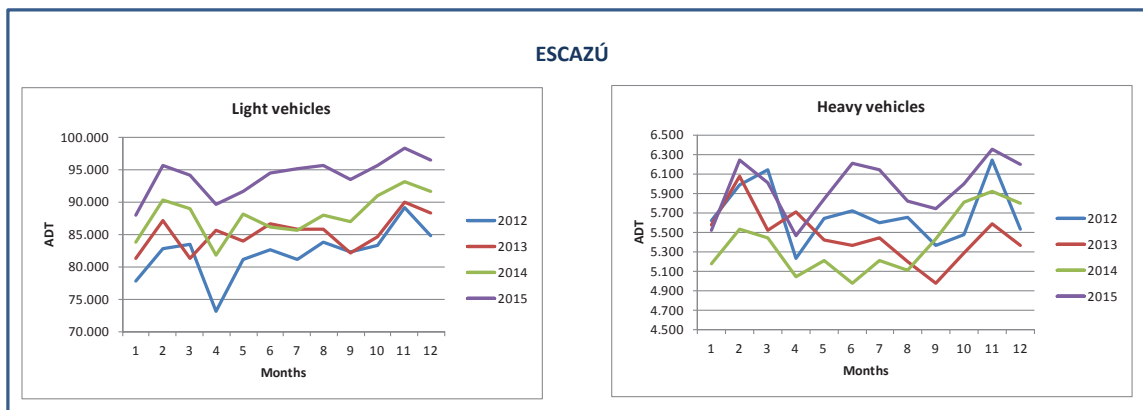 ESCAZÚ
Light vehicles
100.000
95.000
90.000
85.000
80.000
75.000
70.000
ADT
1 2 3 4 5 6 7 8 9 10 11 12
Months
2012
2013
2014
2015
Heavy vehicles
6.500
6.300
6.100
5.900
5.700
5.500
5.300
5.100
4.900
4.700
4.500
ADT
1 2 3 4 5 6 7 8 9 10 11 12
Months
2012
2013
2014
2015